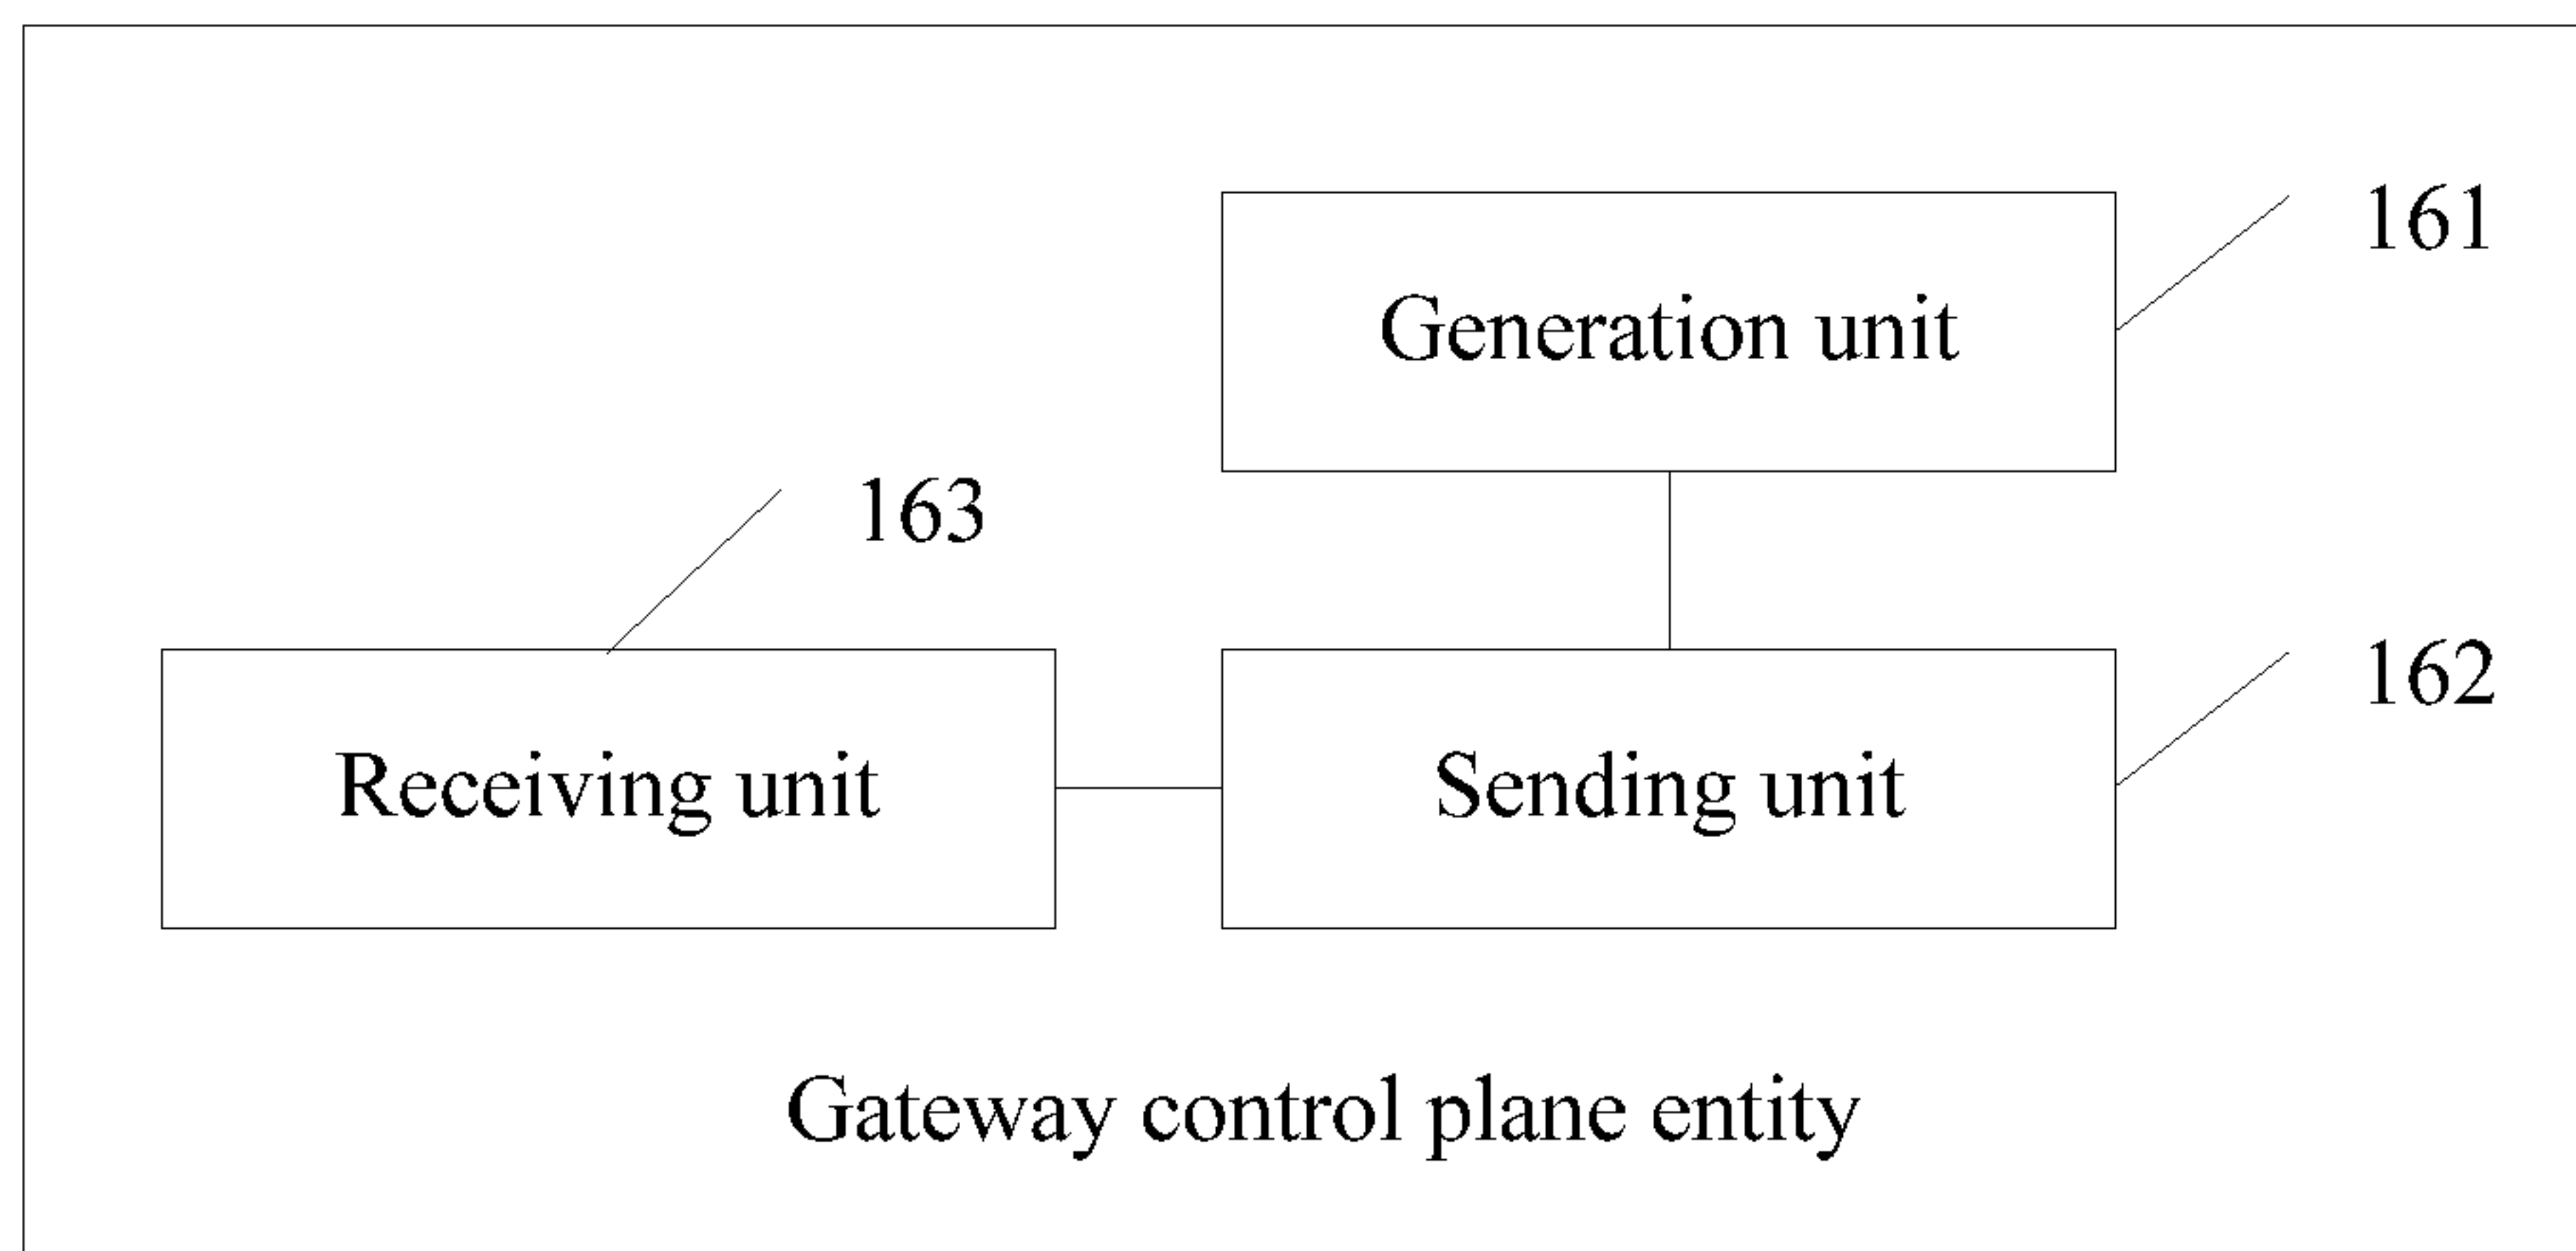 161
Generation unit
163
162
Receiving unit
Sending unit
Gateway control plane entity